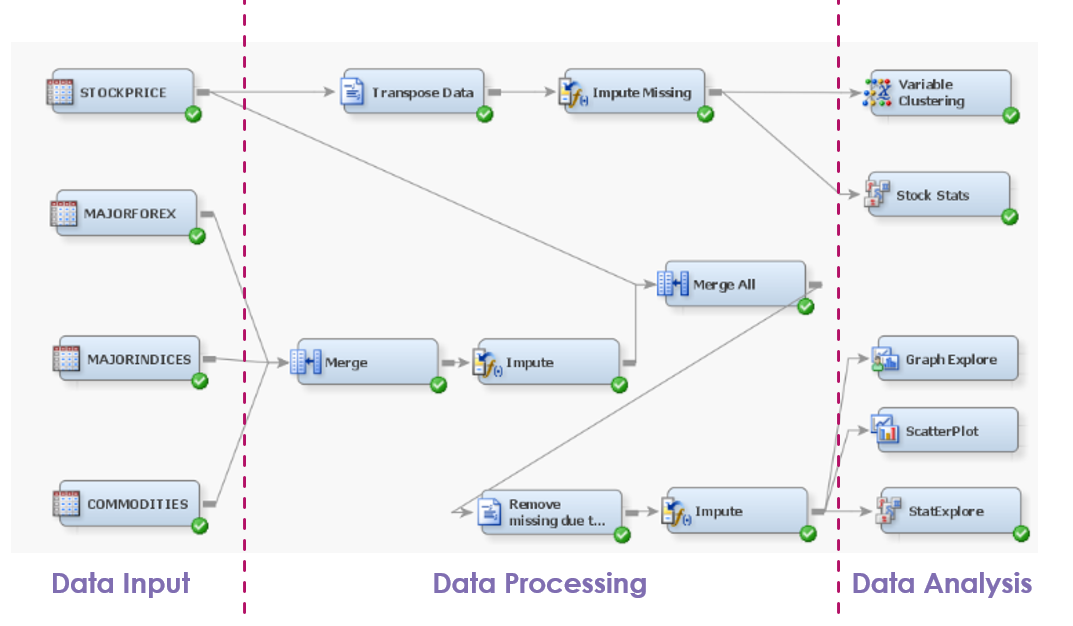 STOCKPRICE
Transpose Data
Impute Missing
Variable
Clustering
MAJORFOREX
Stock Stats
Merge All
MAJORINDICES
Merge
Impute
Graph Explore
ScatterPlot
COMMODITIES
Remove
missing due t...
Impute
StatExplore
Data Input
Data Processing
Data Analysis